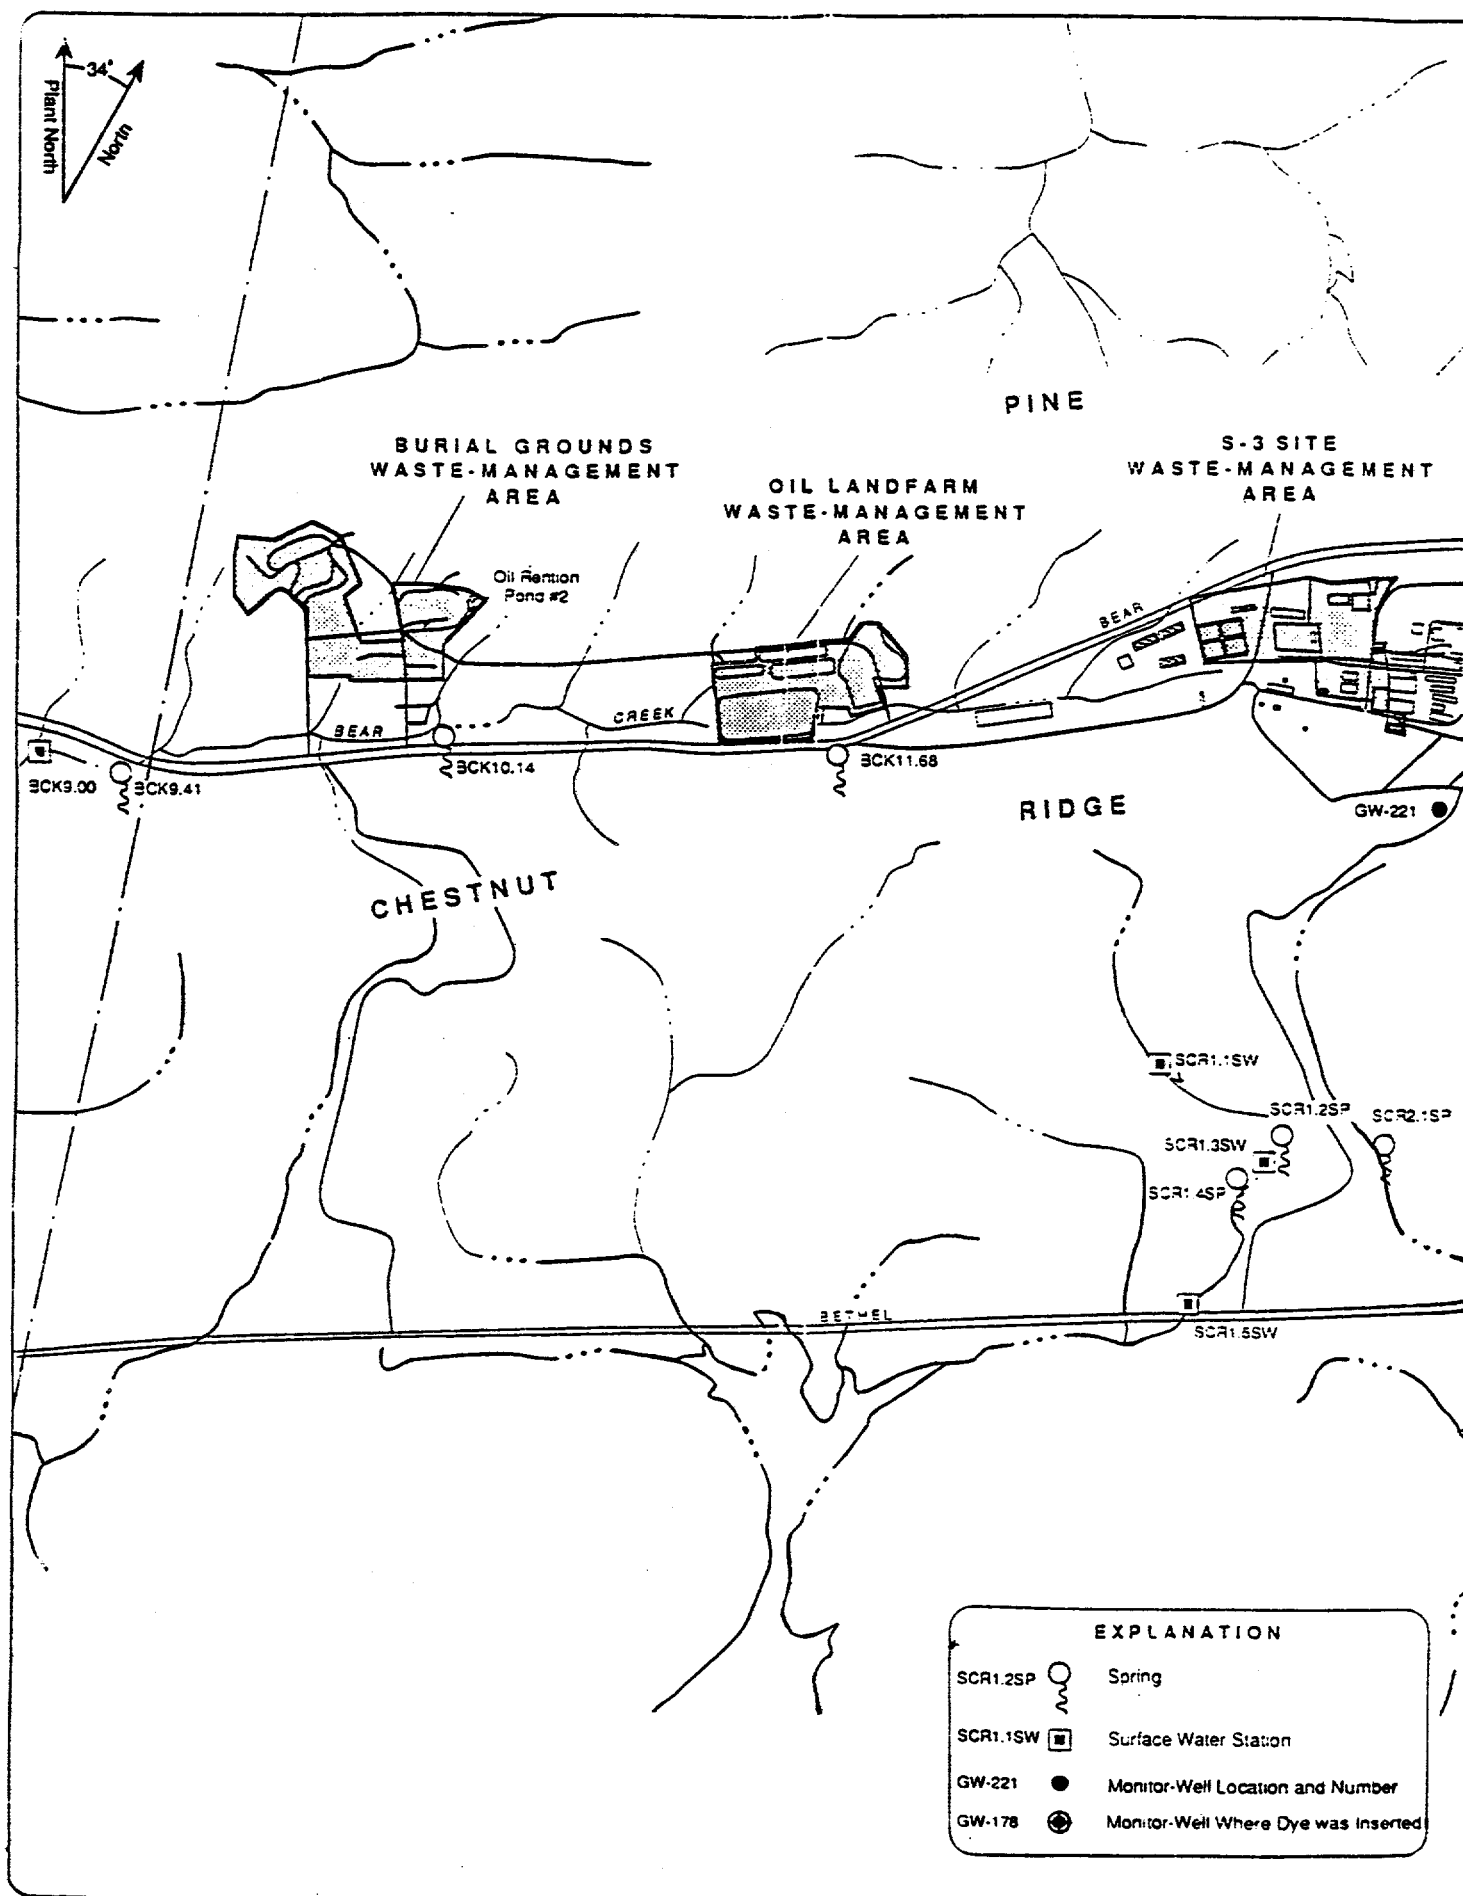 34°
Plant North
North
PINE
BURIAL GROUNDS
WASTE-MANAGEMENT
AREA
S-3 SITE
WASTE-MANAGEMENT
AREA
OIL LANDFARM
WASTE-MANAGEMENT
AREA
Oil Rention
Pond #2
BEAR
BEAR
CREEK
BCK9.00
BCK9.41
BCK10.14
BCK11.68
RIDGE
GW-221
CHESTNUT
SCR1.1SW
SCR1.2SP
SCR2.1SP
SCR1.3SW
SCR1.4SP
BETHEL
SCR1.5SW
EXPLANATION
SCR1.2SP Spring
SCR1.1SW Surface Water Station
GW-221 Monitor-Well Location and Number
GW-178 Monitor-Well Where Dye was Inserted